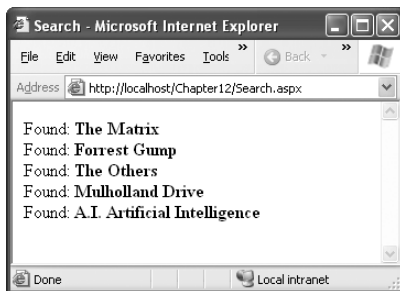 Search - Microsoft Internet Explorer
File Edit View Favorites Tools » Back »
Address http://localhost/Chapter12/Search.aspx
Found: The Matrix
Found: Forrest Gump
Found: The Others
Found: Mulholland Drive
Found: A.I. Artificial Intelligence
Done Local intranet